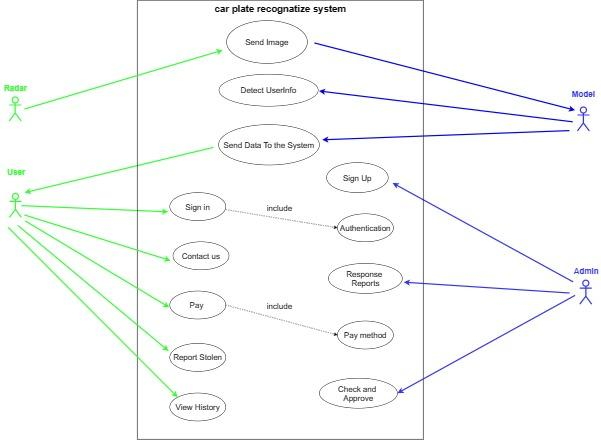 car plate recognatize system
Send Image
Radar
Detect UserInfo
Model
Send Data To the System
User
Sign Up
Sign in
include
Authentication
Contact us
Response
Reports
Admin
Pay
include
Pay method
Report Stolen
Check and
Approve
View History